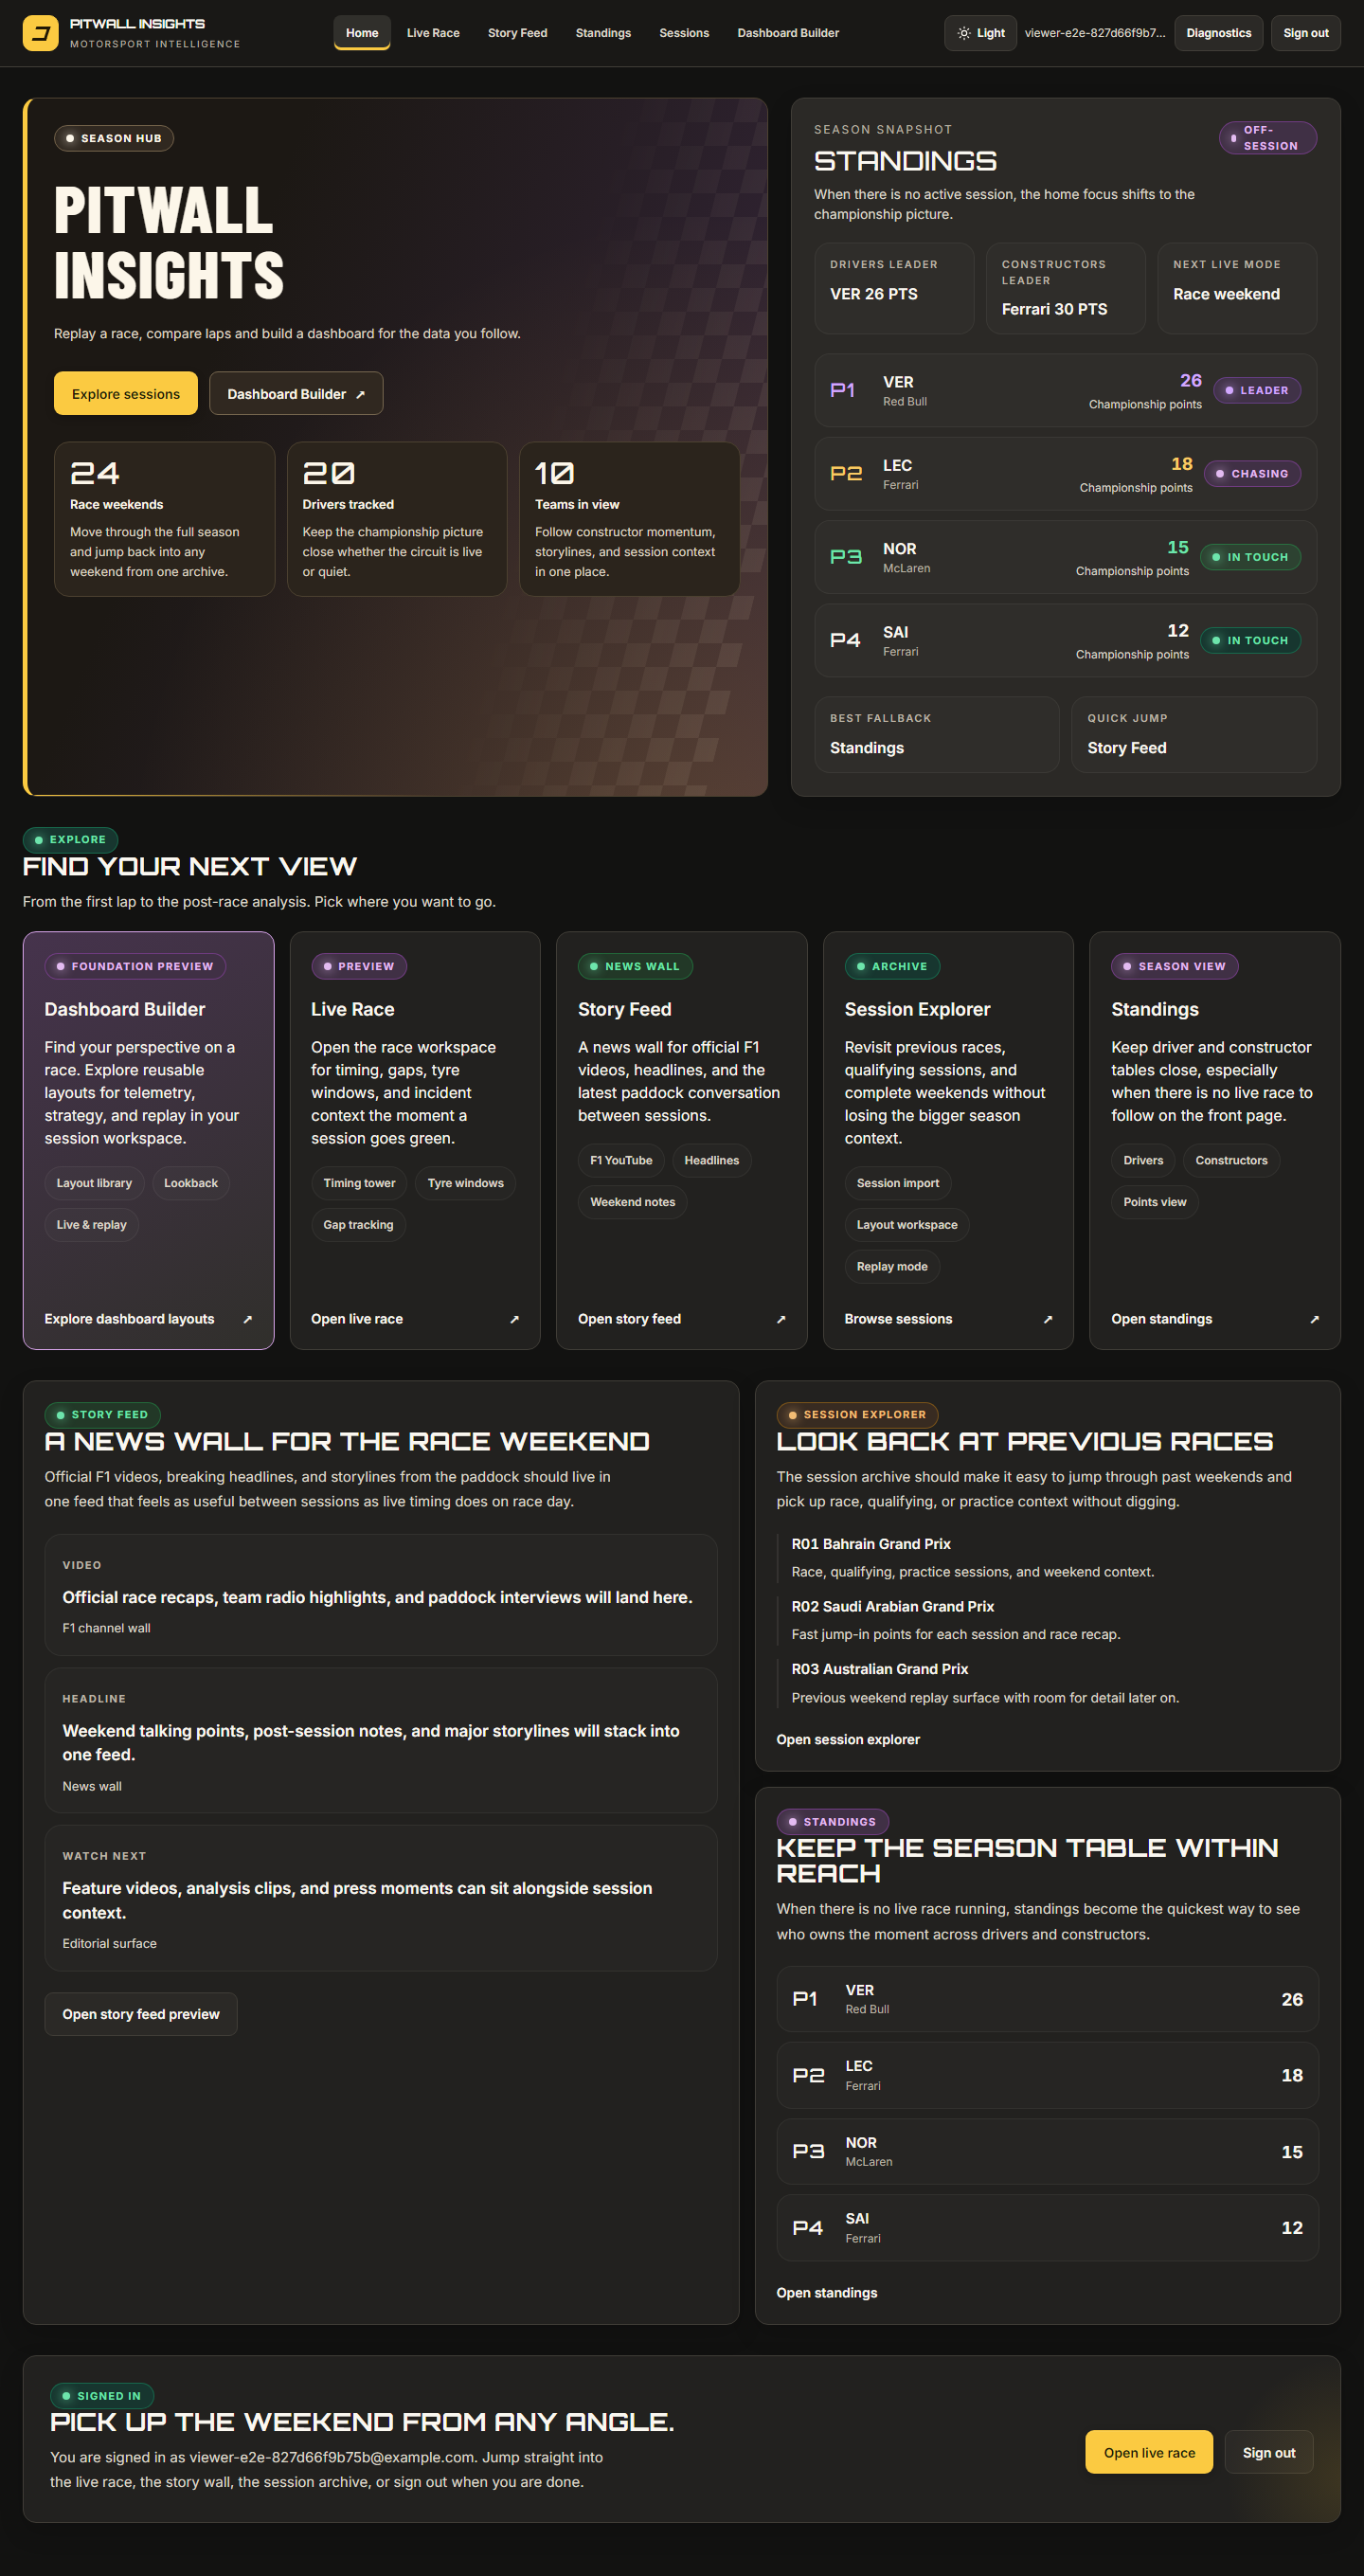 PITWALL INSIGHTS
MOTORSPORT INTELLIGENCE
Home
Live Race
Story Feed
Standings
Sessions
Dashboard Builder
Light
viewer-e2e-827d66f9b7...
Diagnostics
Sign out
SEASON HUB
PITWALL
INSIGHTS
Replay a race, compare laps and build a dashboard for the data you follow.
Explore sessions
Dashboard Builder ↗
24
Race weekends
Move through the full season
and jump back into any
weekend from one archive.
20
Drivers tracked
Keep the championship picture
close whether the circuit is live
or quiet.
10
Teams in view
Follow constructor momentum,
storylines, and session context
in one place.
SEASON SNAPSHOT
STANDINGS
When there is no active session, the home focus shifts to the
championship picture.
OFF-
SESSION
DRIVERS LEADER
VER 26 PTS
CONSTRUCTORS
LEADER
Ferrari 30 PTS
NEXT LIVE MODE
Race weekend
P1
VER
Red Bull
26
Championship points
LEADER
P2
LEC
Ferrari
18
Championship points
CHASING
P3
NOR
McLaren
15
Championship points
IN TOUCH
P4
SAI
Ferrari
12
Championship points
IN TOUCH
BEST FALLBACK
Standings
QUICK JUMP
Story Feed
EXPLORE
FIND YOUR NEXT VIEW
From the first lap to the post-race analysis. Pick where you want to go.
FOUNDATION PREVIEW
Dashboard Builder
Find your perspective on a
race. Explore reusable
layouts for telemetry,
strategy, and replay in your
session workspace.
Layout library
Lookback
Live & replay
Explore dashboard layouts ↗
PREVIEW
Live Race
Open the race workspace
for timing, gaps, tyre
windows, and incident
context the moment a
session goes green.
Timing tower
Tyre windows
Gap tracking
Open live race ↗
NEWS WALL
Story Feed
A news wall for official F1
videos, headlines, and the
latest paddock conversation
between sessions.
F1 YouTube
Headlines
Weekend notes
Open story feed ↗
ARCHIVE
Session Explorer
Revisit previous races,
qualifying sessions, and
complete weekends without
losing the bigger season
context.
Session import
Layout workspace
Replay mode
Browse sessions ↗
SEASON VIEW
Standings
Keep driver and constructor
tables close, especially
when there is no live race to
follow on the front page.
Drivers
Constructors
Points view
Open standings ↗
STORY FEED
A NEWS WALL FOR THE RACE WEEKEND
Official F1 videos, breaking headlines, and storylines from the paddock should live in
one feed that feels as useful between sessions as live timing does on race day.
VIDEO
Official race recaps, team radio highlights, and paddock interviews will land here.
F1 channel wall
HEADLINE
Weekend talking points, post-session notes, and major storylines will stack into
one feed.
News wall
WATCH NEXT
Feature videos, analysis clips, and press moments can sit alongside session
context.
Editorial surface
Open story feed preview
SESSION EXPLORER
LOOK BACK AT PREVIOUS RACES
The session archive should make it easy to jump through past weekends and
pick up race, qualifying, or practice context without digging.
R01 Bahrain Grand Prix
Race, qualifying, practice sessions, and weekend context.
R02 Saudi Arabian Grand Prix
Fast jump-in points for each session and race recap.
R03 Australian Grand Prix
Previous weekend replay surface with room for detail later on.
Open session explorer
STANDINGS
KEEP THE SEASON TABLE WITHIN
REACH
When there is no live race running, standings become the quickest way to see
who owns the moment across drivers and constructors.
P1
VER
Red Bull
26
P2
LEC
Ferrari
18
P3
NOR
McLaren
15
P4
SAI
Ferrari
12
Open standings
SIGNED IN
PICK UP THE WEEKEND FROM ANY ANGLE.
You are signed in as viewer-e2e-827d66f9b75b@example.com. Jump straight into
the live race, the story wall, the session archive, or sign out when you are done.
Open live race
Sign out